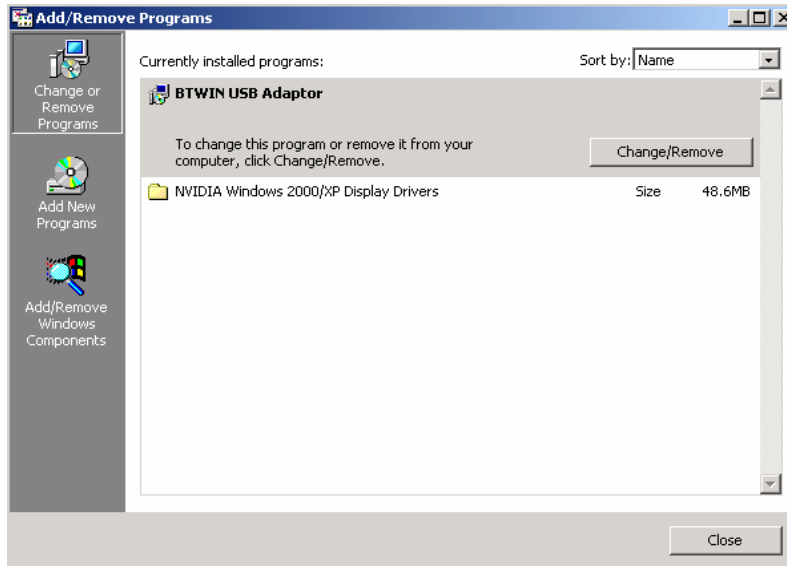 Add/Remove Programs
Change or
Remove
Programs
Add New
Programs
Add/Remove
Windows
Components
Currently installed programs:
Sort by: Name
BTWIN USB Adaptor
To change this program or remove it from your
computer, click Change/Remove.
Change/Remove
NVIDIA Windows 2000/XP Display Drivers Size 48.6MB
Close